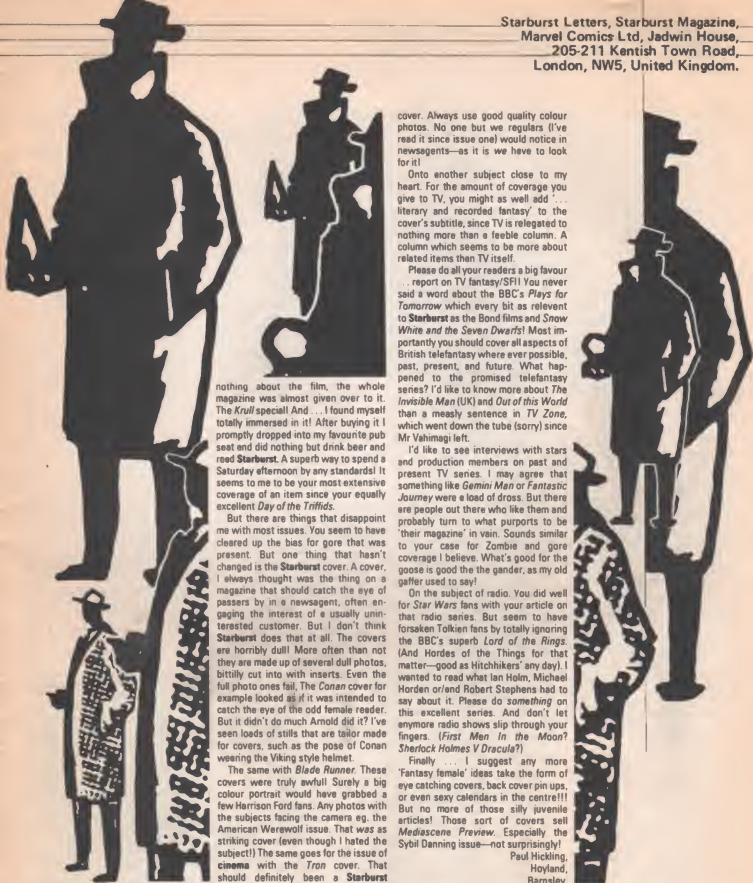 Starburst Letters, Starburst Magazine,
Marvel Comics Ltd, Jadwin House,
205-211 Kentish Town Road,
London, NW5, United Kingdom.
nothing about the film, the whole
magazine was almost given over to it.
The Krull special! And . . . I found myself
totally immersed in it! After buying it I
promptly dropped into my favourite pub
seat and did nothing but drink beer and
read Starburst. A superb way to spend a
Saturday afternoon by any standards! It
seems to me to be your most extensive
coverage of an item since your equally
excellent Day of the Triffids.
But there are things that disappoint
me with most issues. You seem to have
cleared up the bias for gore that was
present. But one thing that hasn't
changed is the Starburst cover. A cover,
I always thought was the thing on a
magazine that should catch the eye of
passers by in a newsagent, often en-
gaging the interest of a usually unin-
terested customer. But I don't think
Starburst does that at all. The covers
are horribly dull! More often than not
they are made up of several dull photos,
bittily cut into with inserts. Even the
full photo ones fail, The Conan cover for
example looked as if it was intended to
catch the eye of the odd female reader.
But it didn't do much Arnold did it? I've
seen loads of stills that are tailor made
for covers, such as the pose of Conan
wearing the Viking style helmet.
The same with Blade Runner. These
covers were truly awful! Surely a big
colour portrait would have grabbed a
few Harrison Ford fans. Any photos with
the subjects facing the camera eg. the
American Werewolf issue. That was as
striking cover (even though I hated the
subject!) The same goes for the issue of
cinema with the Tron cover. That
should definitely been a Starburst
cover. Always use good quality colour
photos. No one but we regulars (I've
read it since issue one) would notice in
newsagents—as it is we have to look
for it!
Onto another subject close to my
heart. For the amount of coverage you
give to TV, you might as well add '. . .
literary and recorded fantasy' to the
cover's subtitle, since TV is relegated to
nothing more than a feeble column. A
column which seems to be more about
related items than TV itself.
Please do all your readers a big favour
. . report on TV fantasy/SF!! You never
said a word about the BBC's Plays for
Tomorrow which every bit as relevent
to Starburst as the Bond films and Snow
White and the Seven Dwarfs! Most im-
portantly you should cover all aspects of
British telefantasy where ever possible,
past, present, and future. What hap-
pened to the promised telefantasy
series? I'd like to know more about The
Invisible Man (UK) and Out of this World
than a measly sentence in TV Zone,
which went down the tube (sorry) since
Mr Vahimagi left.
I'd like to see interviews with stars
and production members on past and
present TV series. I may agree that
something like Gemini Man or Fantastic
Journey were a load of dross. But there
are people out there who like them and
probably turn to what purports to be
'their magazine' in vain. Sounds similar
to your case for Zombie and gore
coverage I believe. What's good for the
goose is good the the gander, as my old
gaffer used to say!
On the subject of radio. You did well
for Star Wars fans with your article on
that radio series. But seem to have
forsaken Tolkien fans by totally ignoring
the BBC's superb Lord of the Rings.
(And Hordes of the Things for that
matter—good as Hitchhikers' any day). I
wanted to read what Ian Holm, Michael
Horden or/end Robert Stephens had to
say about it. Please do something on
this excellent series. And don't let
anymore radio shows slip through your
fingers. (First Men In the Moon?
Sherlock Holmes V Dracula?)
Finally . . . I suggest any more
'Fantasy female' ideas take the form of
eye catching covers, back cover pin ups,
or even sexy calendars in the centre!!!
But no more of those silly juvenile
articles! Those sort of covers sell
Mediascene Preview. Especially the
Sybil Danning issue—not surprisingly!
Paul Hickling,
Hoyland,
Barnsley.